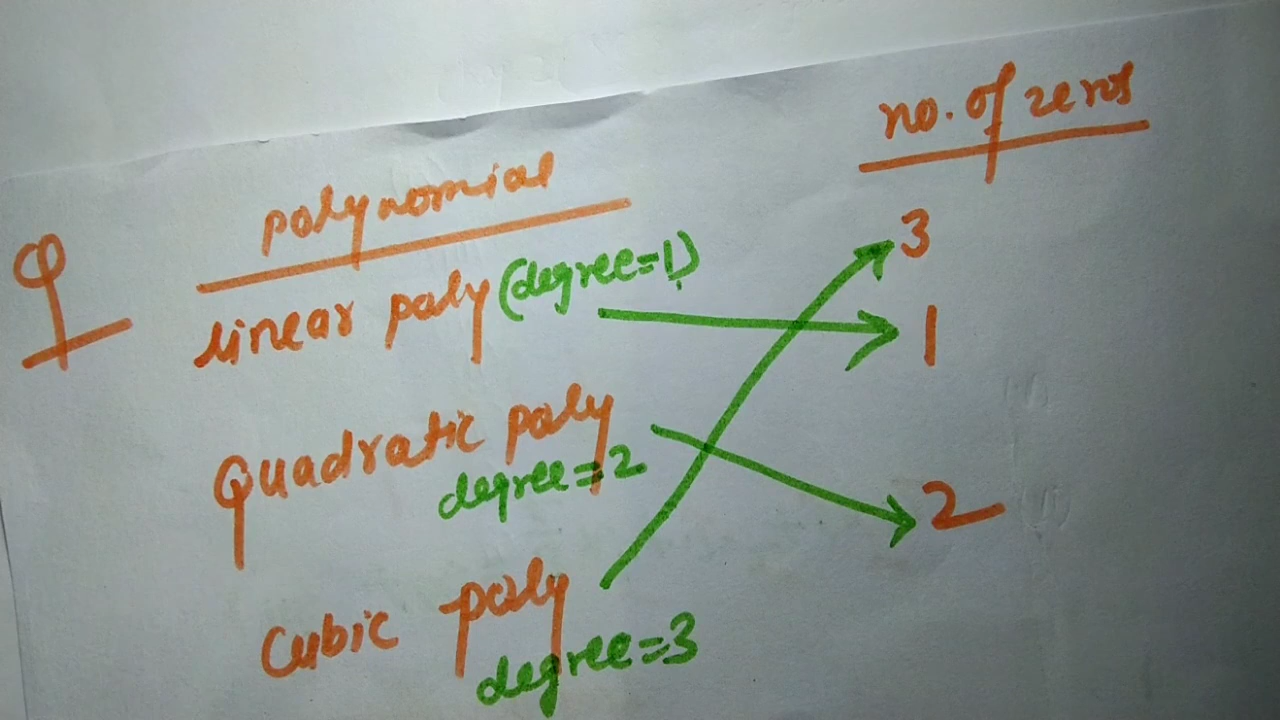 no. of zeros
polynomial
Q
linear poly (degree=1)
3
1
Quadratic poly
degree=2
2
Cubic poly
degree=3